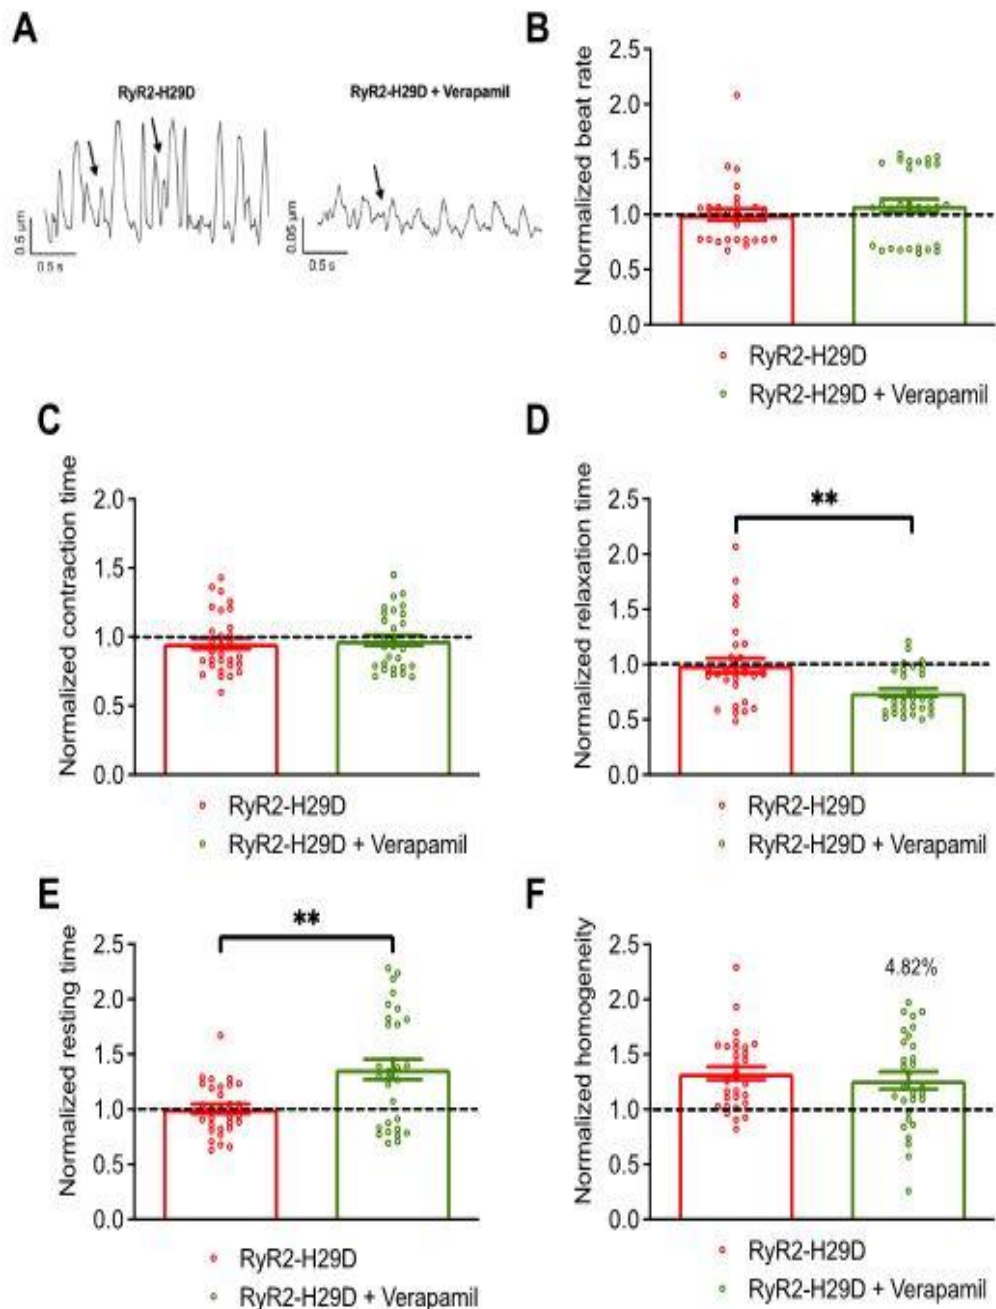 A
RyR2-H29D
RyR2-H29D + Verapamil
0.5 µm
0.5 s
0.05 µm
0.5 s
B
Normalized beat rate
2.5
2.0
1.5
1.0
0.5
0.0
RyR2-H29D
RyR2-H29D + Verapamil
C
Normalized contraction time
2.0
1.5
1.0
0.5
0.0
RyR2-H29D
RyR2-H29D + Verapamil
D
Normalized relaxation time
2.5
2.0
1.5
1.0
0.5
0.0
**
RyR2-H29D
RyR2-H29D + Verapamil
E
Normalized resting time
2.5
2.0
1.5
1.0
0.5
0.0
**
RyR2-H29D
RyR2-H29D + Verapamil
F
Normalized homogeneity
2.5
2.0
1.5
1.0
0.5
0.0
4.82%
RyR2-H29D
RyR2-H29D + Verapamil